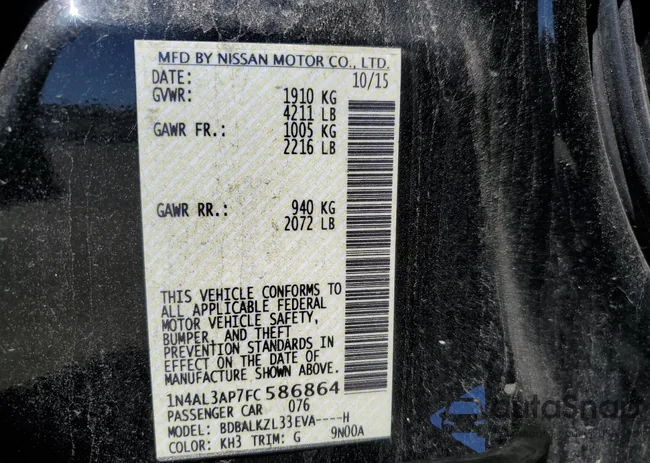 MFD BY NISSAN MOTOR CO., LTD.
DATE: 10/15
GVWR: 1910 KG
4211 LB
GAWR FR.: 1005 KG
2216 LB
GAWR RR.: 940 KG
2072 LB
THIS VEHICLE CONFORMS TO
ALL APPLICABLE FEDERAL
MOTOR VEHICLE SAFETY,
BUMPER, AND THEFT
PREVENTION STANDARDS IN
EFFECT ON THE DATE OF
MANUFACTURE SHOWN ABOVE.
1N4AL3AP7FC586864
PASSENGER CAR 076
MODEL: BDBALKZL33EVA----H
COLOR: KH3 TRIM: G 9N00A
autoSnap